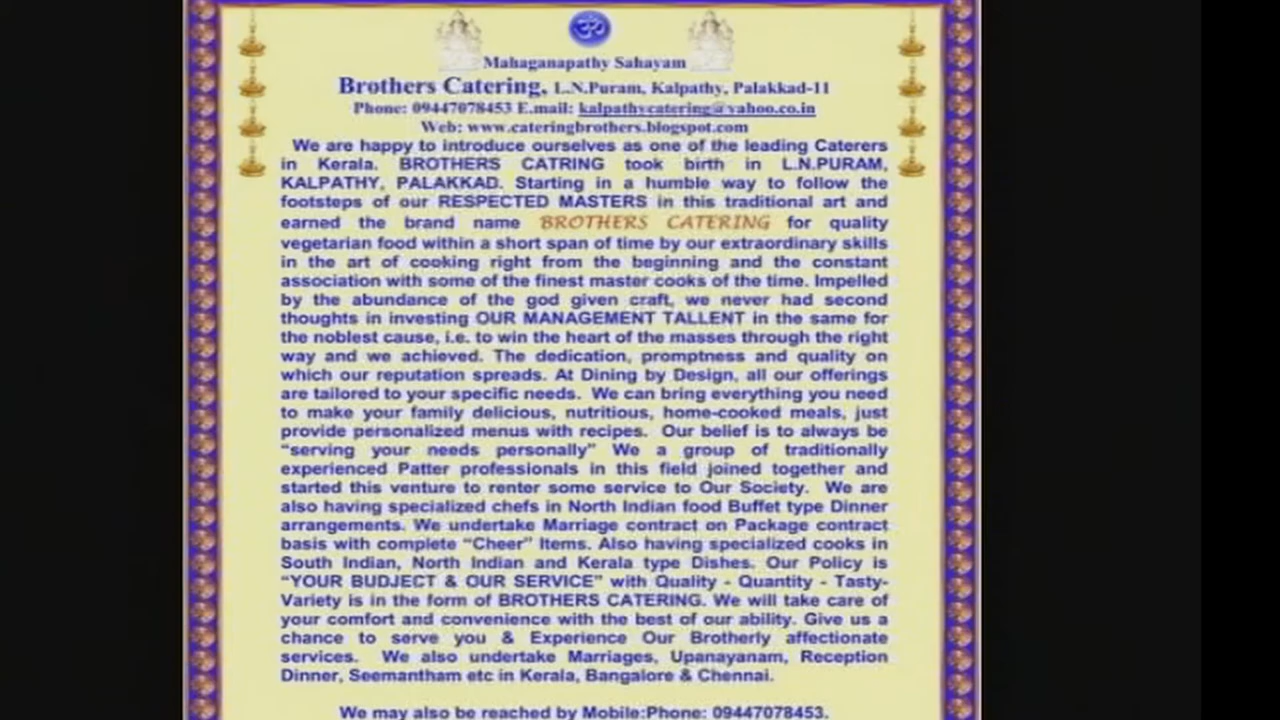 ॐ
Mahaganapathy Sahayam
Brothers Catering, L.N.Puram, Kalpathy, Palakkad-11
Phone: 09447078453 E.mail: kalpathycatering@yahoo.co.in
Web: www.cateringbrothers.blogspot.com
We are happy to introduce ourselves as one of the leading Caterers
in Kerala. BROTHERS CATRING took birth in L.N.PURAM,
KALPATHY, PALAKKAD. Starting in a humble way to follow the
footsteps of our RESPECTED MASTERS in this traditional art and
earned the brand name BROTHERS CATERING for quality
vegetarian food within a short span of time by our extraordinary skills
in the art of cooking right from the beginning and the constant
association with some of the finest master cooks of the time. Impelled
by the abundance of the god given craft, we never had second
thoughts in investing OUR MANAGEMENT TALLENT in the same for
the noblest cause, i.e. to win the heart of the masses through the right
way and we achieved. The dedication, promptness and quality on
which our reputation spreads. At Dining by Design, all our offerings
are tailored to your specific needs. We can bring everything you need
to make your family delicious, nutritious, home-cooked meals, just
provide personalized menus with recipes. Our belief is to always be
“serving your needs personally” We a group of traditionally
experienced Patter professionals in this field joined together and
started this venture to renter some service to Our Society. We are
also having specialized chefs in North Indian food Buffet type Dinner
arrangements. We undertake Marriage contract on Package contract
basis with complete “Cheer” Items. Also having specialized cooks in
South Indian, North Indian and Kerala type Dishes. Our Policy is
“YOUR BUDJECT & OUR SERVICE” with Quality - Quantity - Tasty-
Variety is in the form of BROTHERS CATERING. We will take care of
your comfort and convenience with the best of our ability. Give us a
chance to serve you & Experience Our Brotherly affectionate
services. We also undertake Marriages, Upanayanam, Reception
Dinner, Seemantham etc in Kerala, Bangalore & Chennai.
We may also be reached by Mobile:Phone: 09447078453.